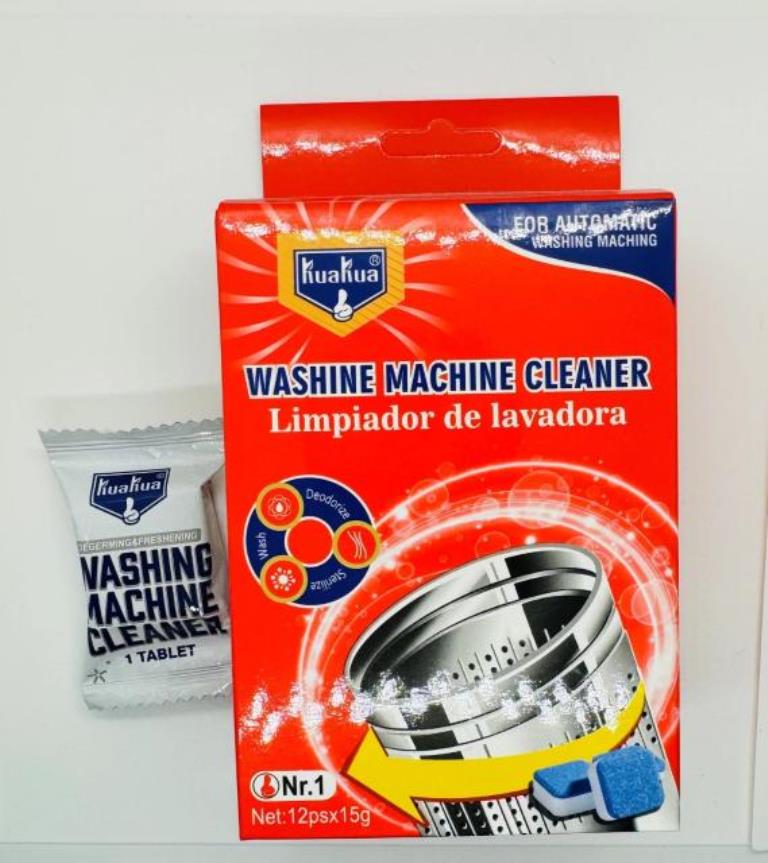 FOR AUTOMATIC
WASHING MACHING
KuaKua®
WASHINE MACHINE CLEANER
Limpiador de lavadora
Deodorize
Wash
Sterilize
Nr.1
Net:12psx15g
KuaKua®
DEGERMING&FRESHENING
WASHING
MACHINE
CLEANER
1 TABLET